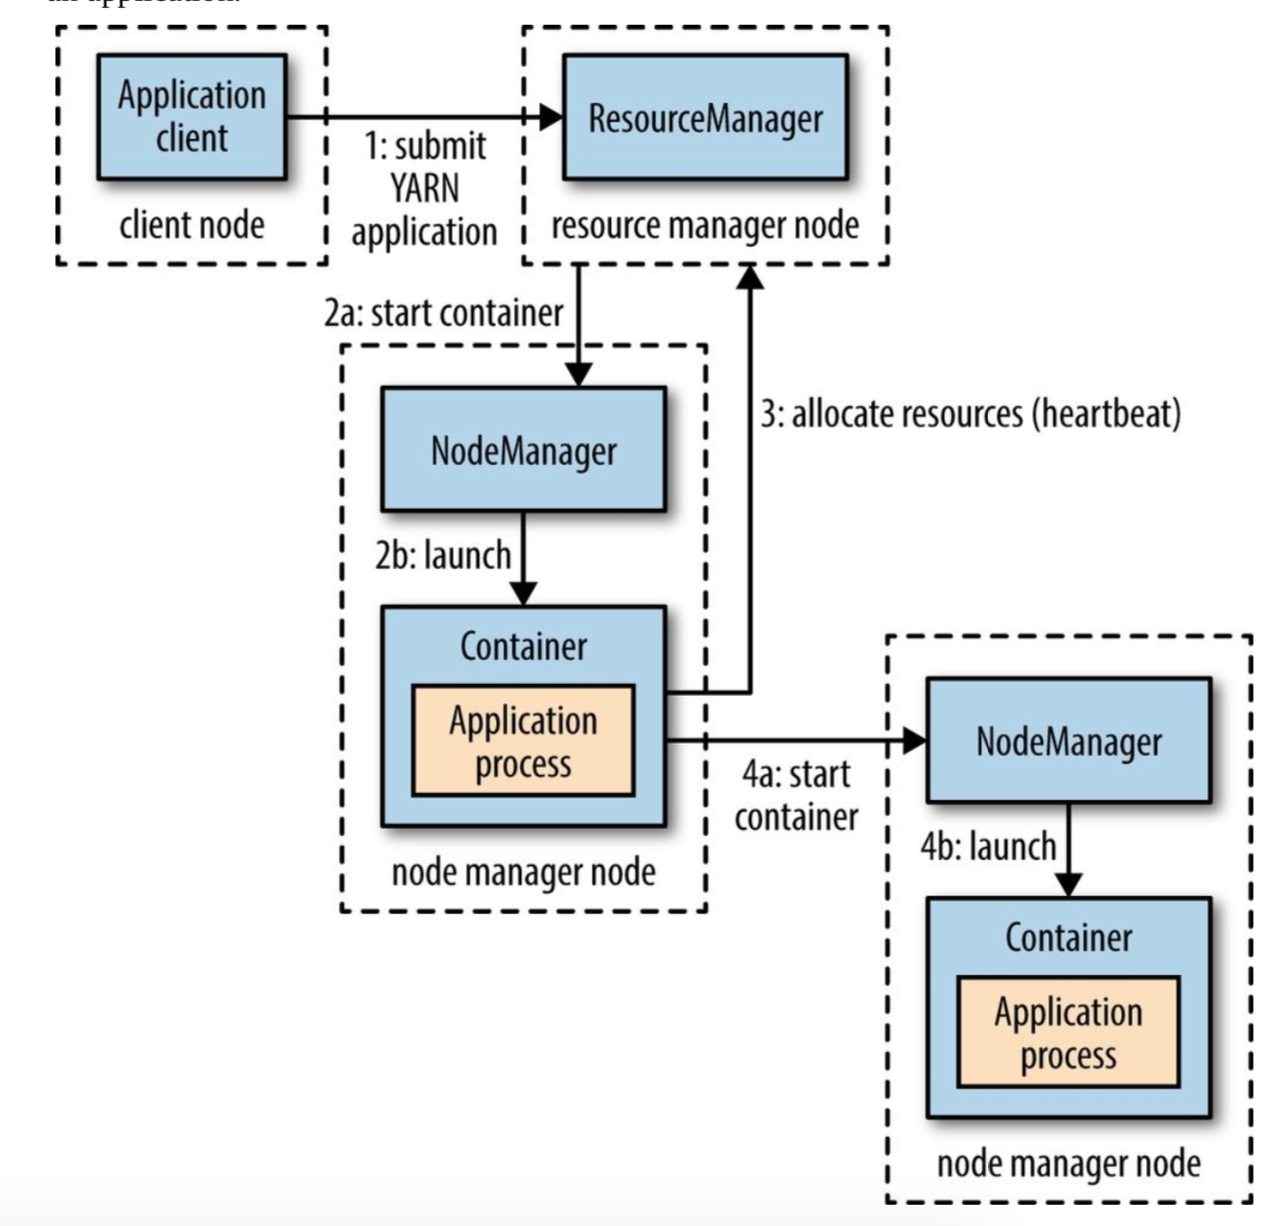 an application.
Application
client
client node
1: submit
YARN
application
ResourceManager
resource manager node
2a: start container
NodeManager
2b: launch
Container
Application
process
node manager node
3: allocate resources (heartbeat)
4a: start
container
NodeManager
4b: launch
Container
Application
process
node manager node